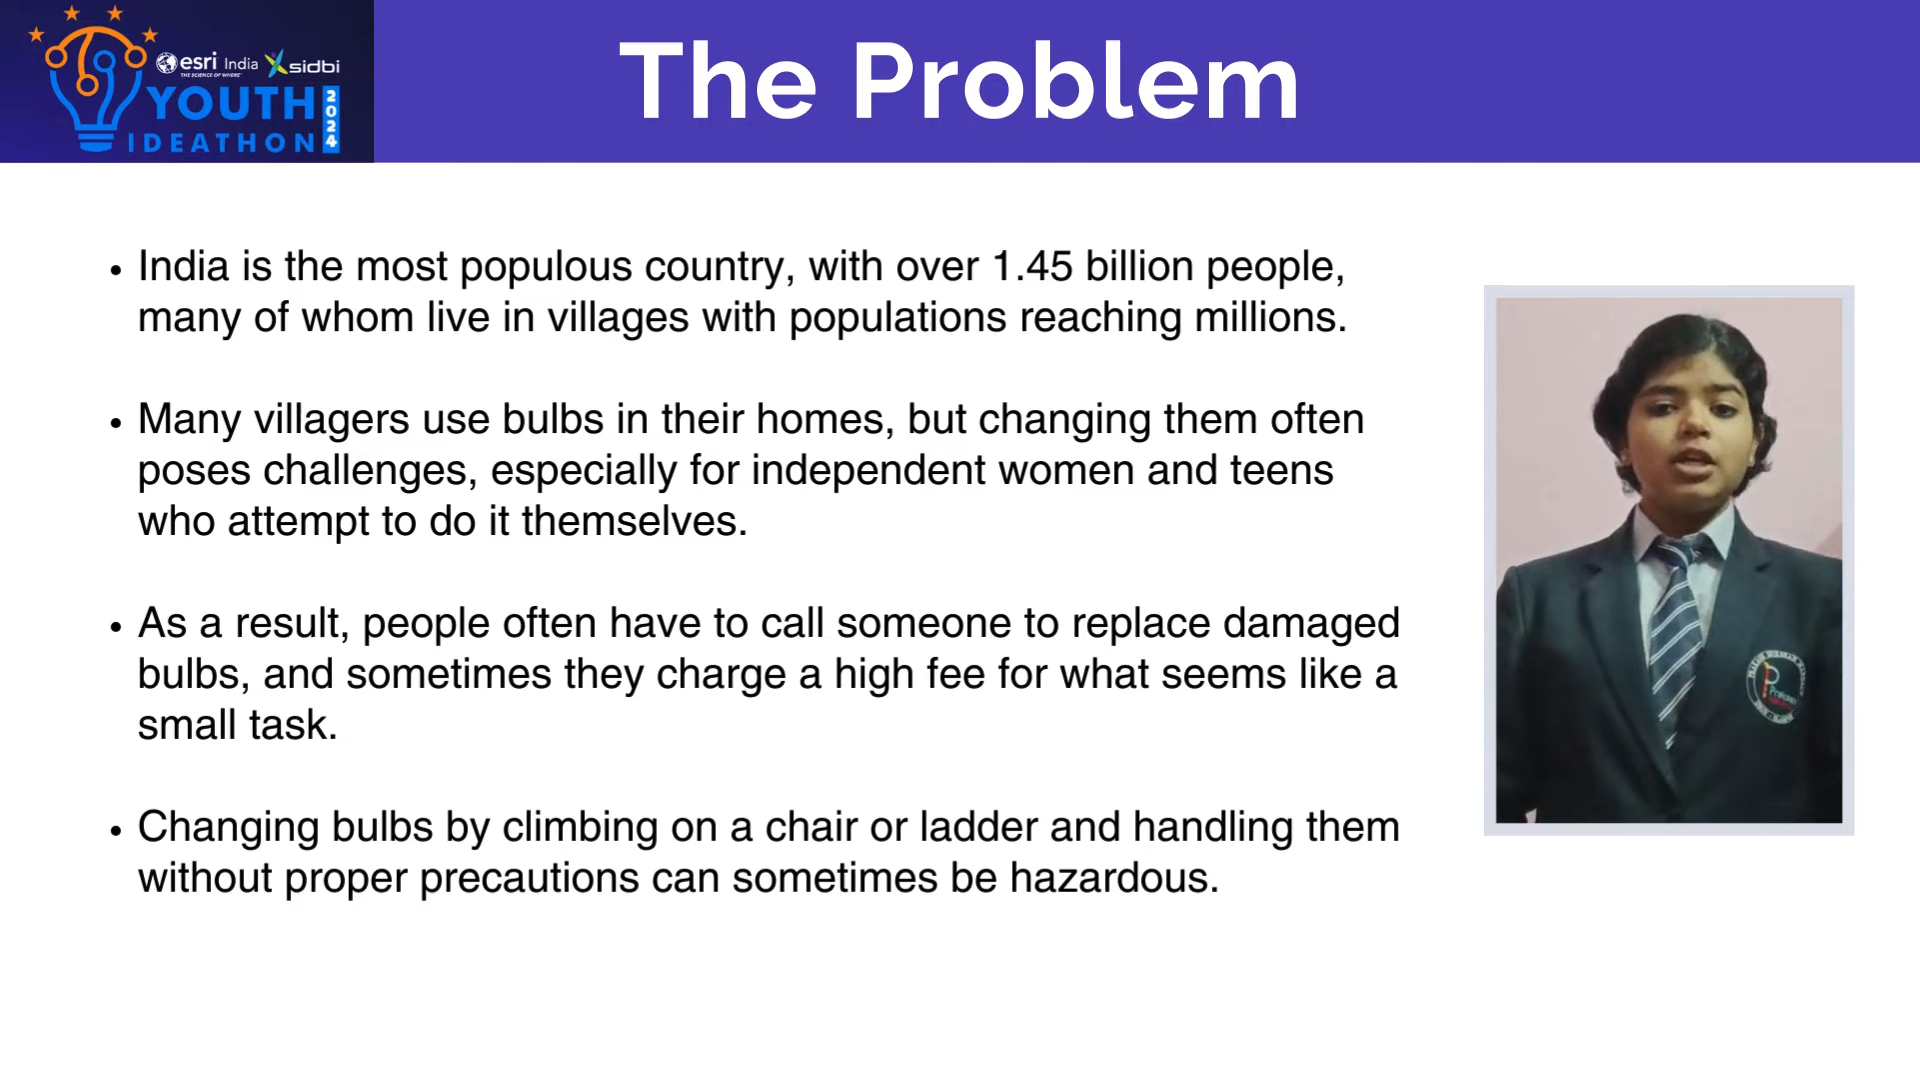 esri India
THE SCIENCE OF WHERE
sidbi
YOUTH
IDEATHON
2024
The Problem
• India is the most populous country, with over 1.45 billion people,
many of whom live in villages with populations reaching millions.
• Many villagers use bulbs in their homes, but changing them often
poses challenges, especially for independent women and teens
who attempt to do it themselves.
• As a result, people often have to call someone to replace damaged
bulbs, and sometimes they charge a high fee for what seems like a
small task.
• Changing bulbs by climbing on a chair or ladder and handling them
without proper precautions can sometimes be hazardous.